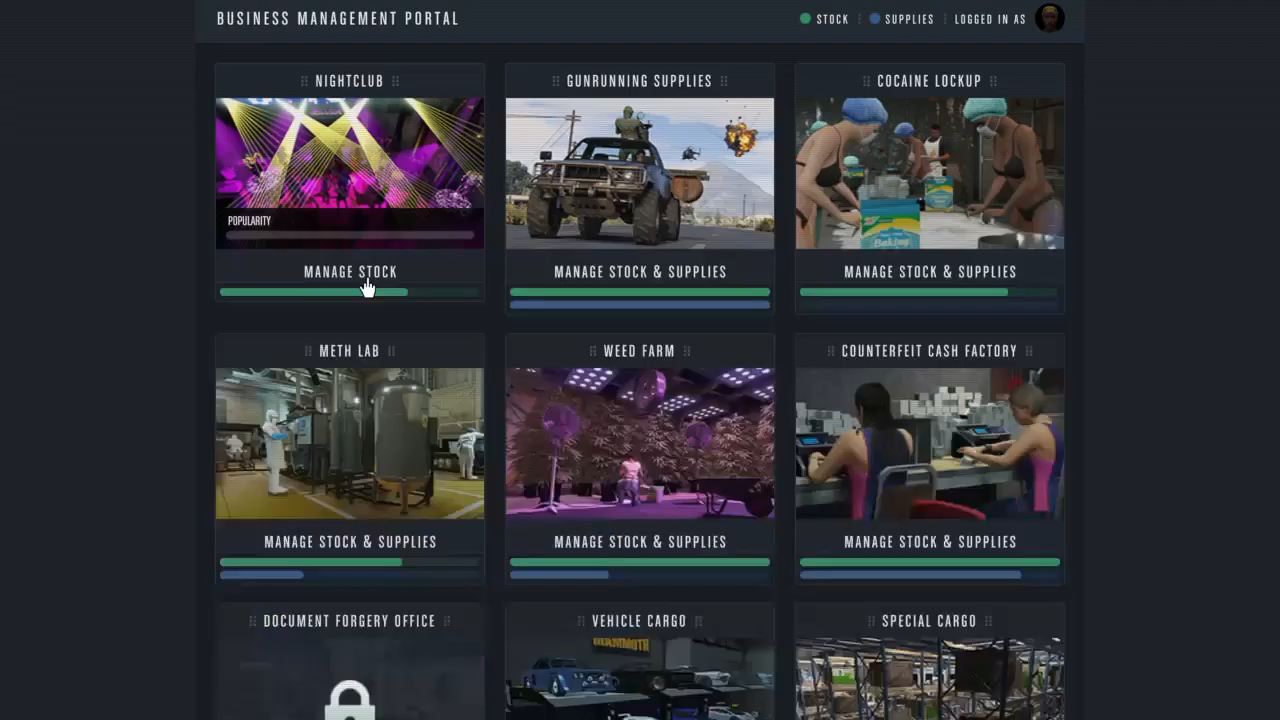 BUSINESS MANAGEMENT PORTAL
STOCK
SUPPLIES
LOGGED IN AS
NIGHTCLUB
GUNRUNNING SUPPLIES
COCAINE LOCKUP
POPULARITY
Baking
MANAGE STOCK
MANAGE STOCK & SUPPLIES
MANAGE STOCK & SUPPLIES
METH LAB
WEED FARM
COUNTERFEIT CASH FACTORY
MANAGE STOCK & SUPPLIES
MANAGE STOCK & SUPPLIES
MANAGE STOCK & SUPPLIES
DOCUMENT FORGERY OFFICE
VEHICLE CARGO
SPECIAL CARGO
MAMMOTH